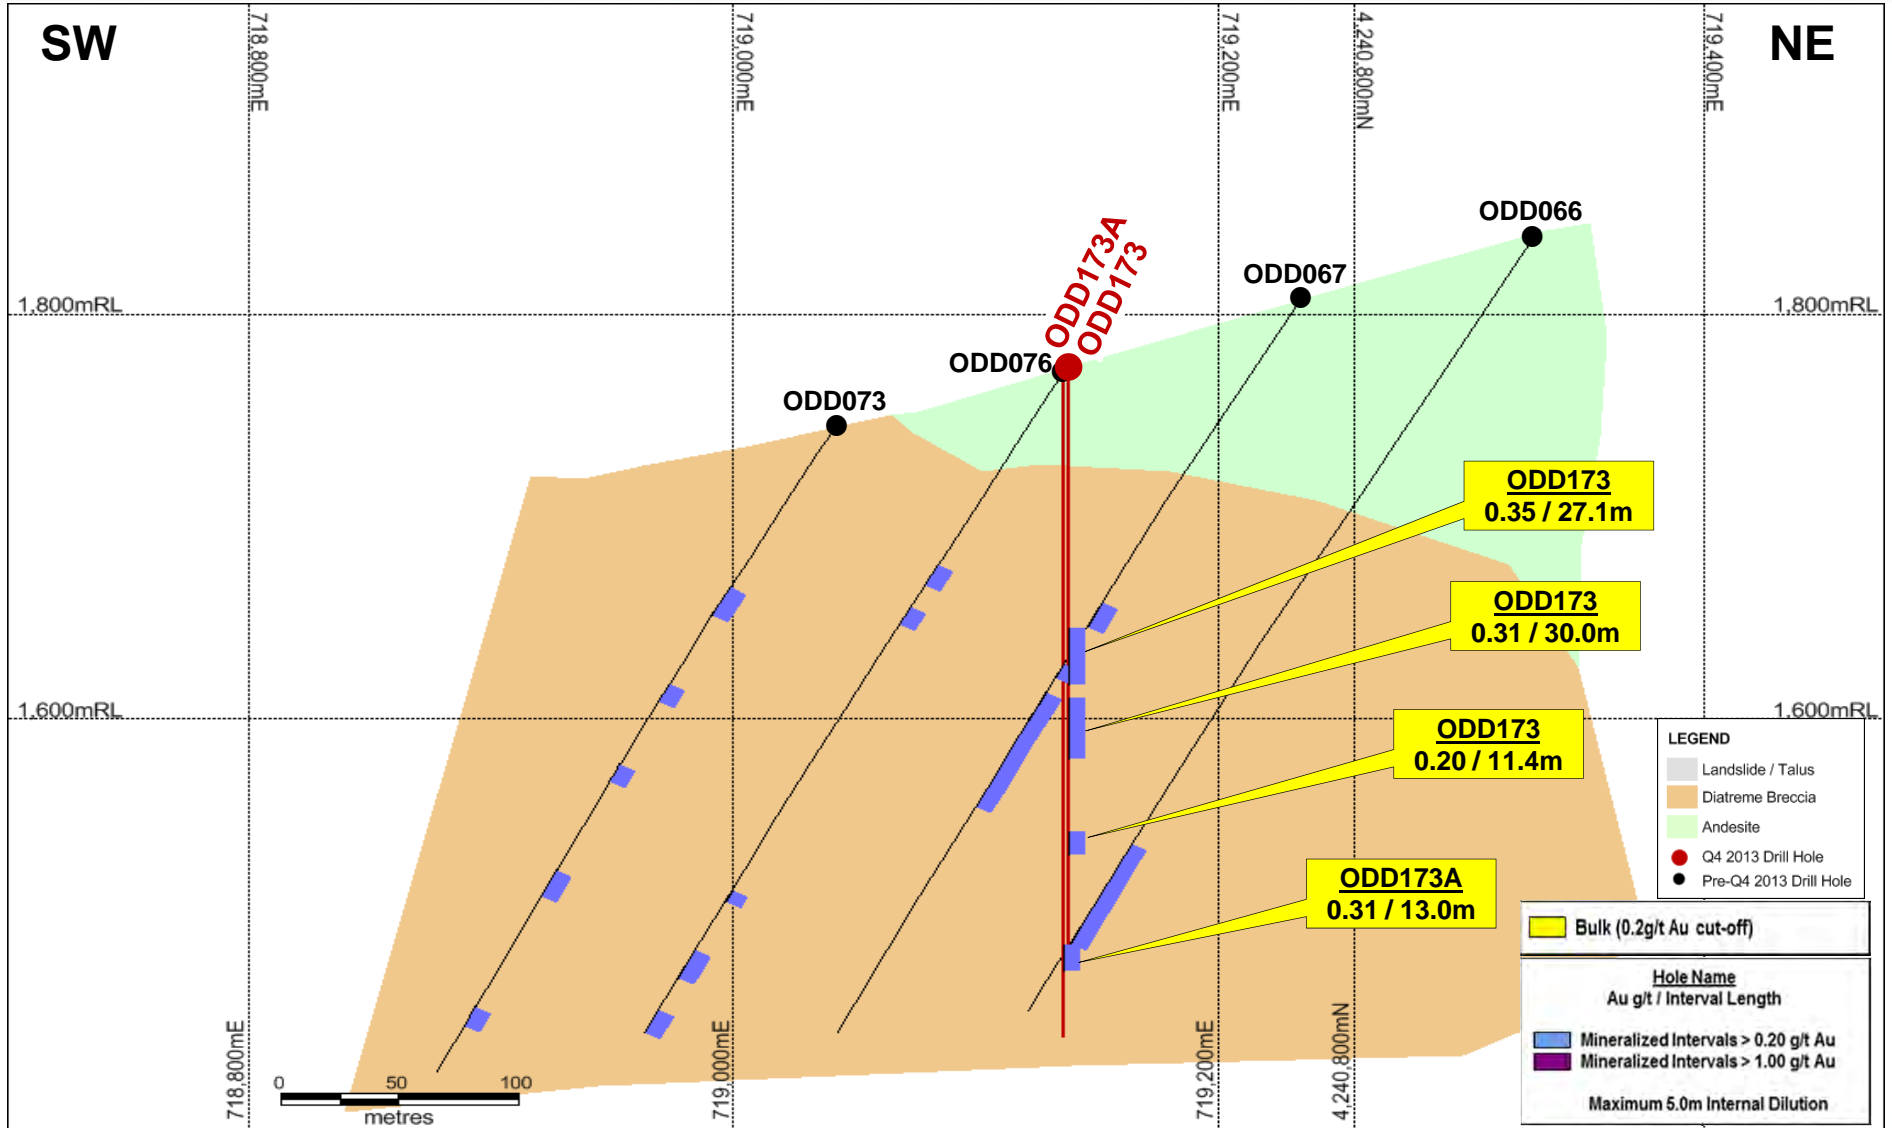 SW
NE
718,800mE
719,000mE
719,200mE
4,240,800mN
719,400mE
ODD066
ODD173A
ODD173
ODD067
1,800mRL
1,800mRL
ODD076
ODD073
ODD173
0.35 / 27.1m
ODD173
0.31 / 30.0m
1,600mRL
1,600mRL
ODD173
0.20 / 11.4m
ODD173A
0.31 / 13.0m
LEGEND
Landslide / Talus
Diatreme Breccia
Andesite
Q4 2013 Drill Hole
Pre-Q4 2013 Drill Hole
Bulk (0.2g/t Au cut-off)
Hole Name
Au g/t / Interval Length
Mineralized Intervals > 0.20 g/t Au
Mineralized Intervals > 1.00 g/t Au
Maximum 5.0m Internal Dilution
718,800mE
719,000mE
719,200mE
4,240,800mN
0 50 100
metres